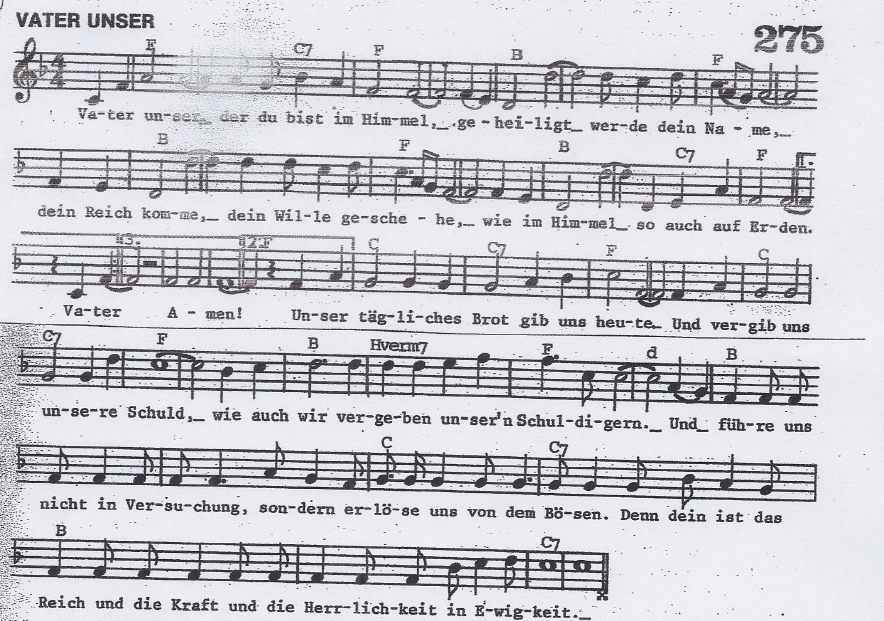 VATER UNSER
275
F C7 F B F
Va-ter un-ser_ der du bist im Him-mel,_ ge-hei-ligt_ wer-de dein Na-me,_
B F B C7 F
dein Reich kom-me,_ dein Wil-le ge-sche-he,_ wie im Him-mel_ so auch auf Er-den.
3. 2. F C C7 F C
Va-ter A-men! Un-ser täg-li-ches Brot gib uns heu-te_ Und ver-gib uns
C7 F B Hverm7 F d B
un-se-re Schuld,_ wie auch wir ver-ge-ben un-ser'n Schul-di-gern._ Und_ füh-re uns
C C7
nicht in Ver-su-chung, son-dern er-lö-se uns von dem Bö-sen. Denn dein ist das
B C7
Reich und die Kraft und die Herr-lich-keit in E-wig-keit._